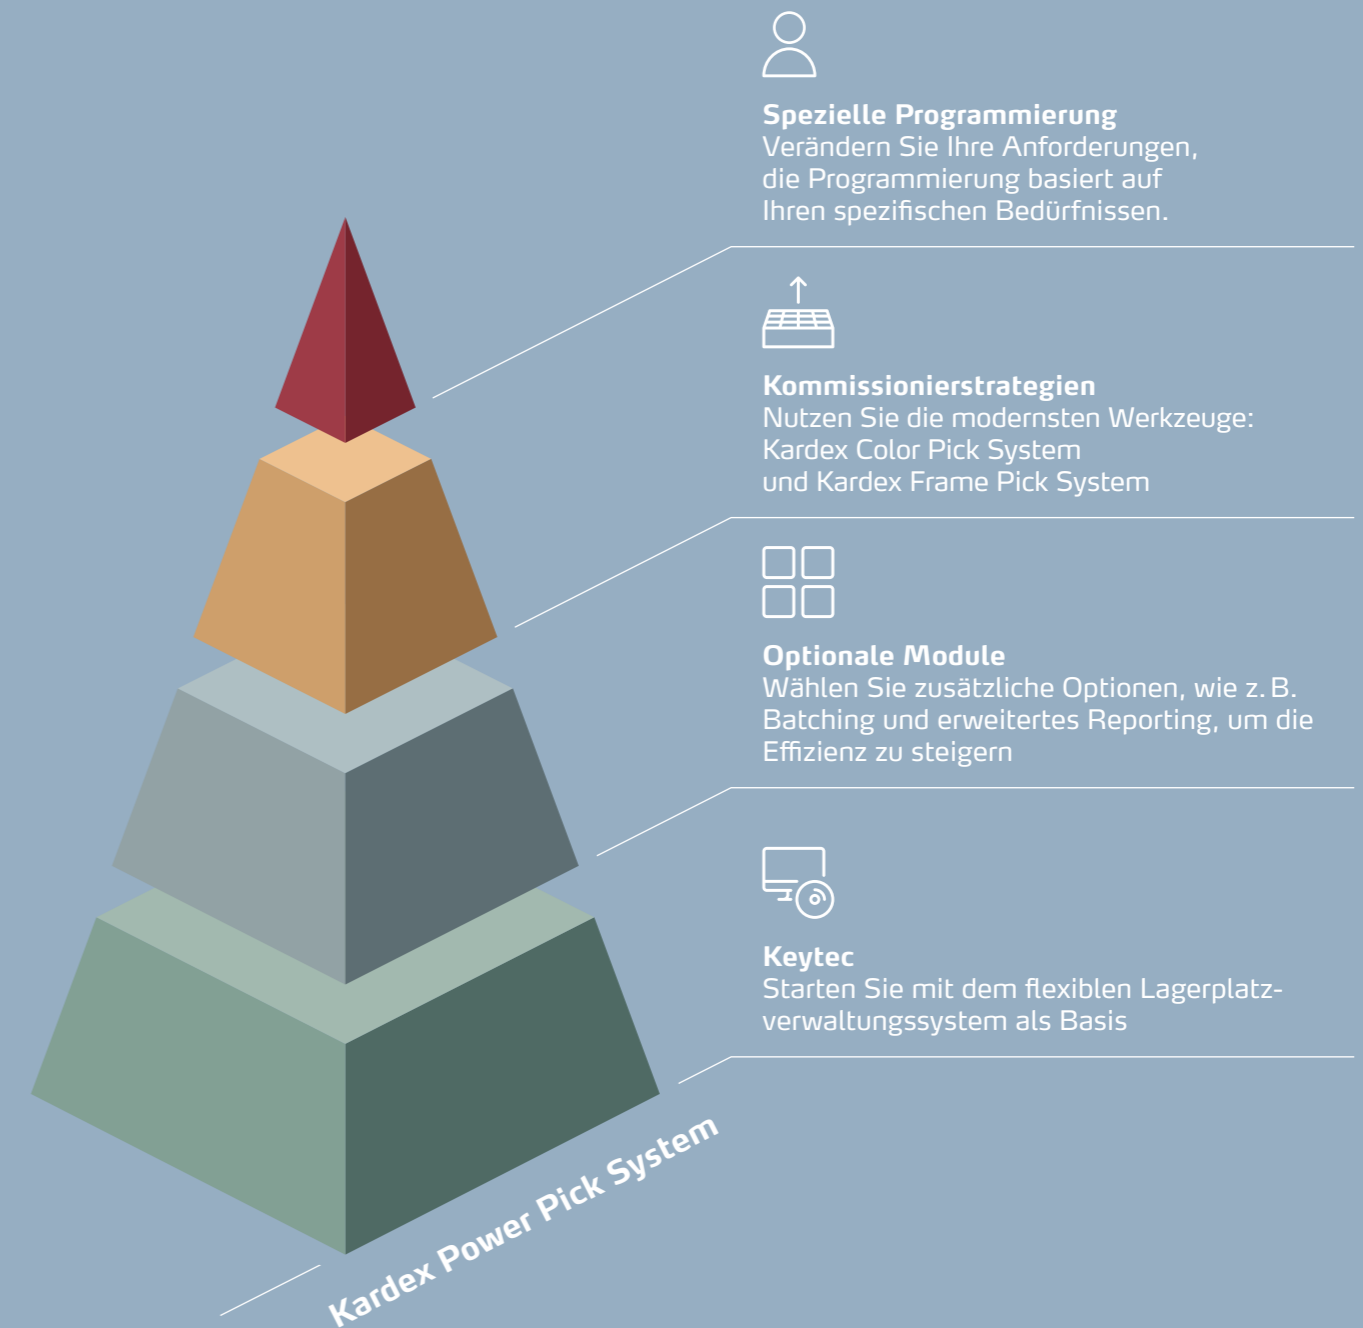 Spezielle Programmierung
Verändern Sie Ihre Anforderungen,
die Programmierung basiert auf
Ihren spezifischen Bedürfnissen.
Kommissionierstrategien
Nutzen Sie die modernsten Werkzeuge:
Kardex Color Pick System
und Kardex Frame Pick System
Optionale Module
Wählen Sie zusätzliche Optionen, wie z. B.
Batching und erweitertes Reporting, um die
Effizienz zu steigern
Keytec
Starten Sie mit dem flexiblen Lagerplatz-
verwaltungssystem als Basis
Kardex Power Pick System